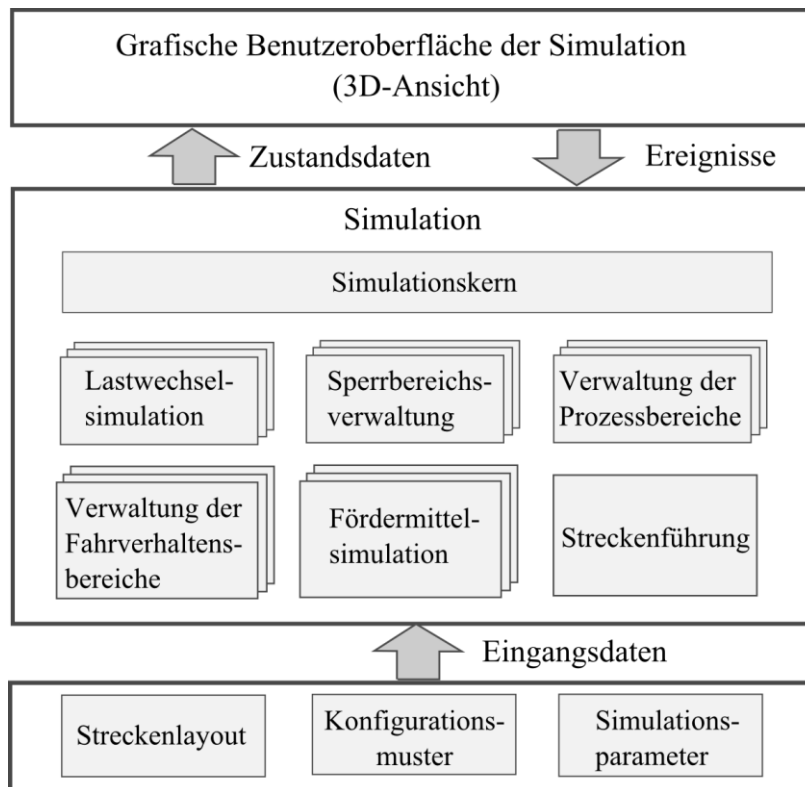 Grafische Benutzeroberfläche der Simulation
(3D-Ansicht)
Zustandsdaten
Ereignisse
Simulation
Simulationskern
Lastwechsel-
simulation
Sperrbereichs-
verwaltung
Verwaltung der
Prozessbereiche
Verwaltung der
Fahrverhaltens-
bereiche
Fördermittel-
simulation
Streckenführung
Eingangsdaten
Streckenlayout
Konfigurations-
muster
Simulations-
parameter